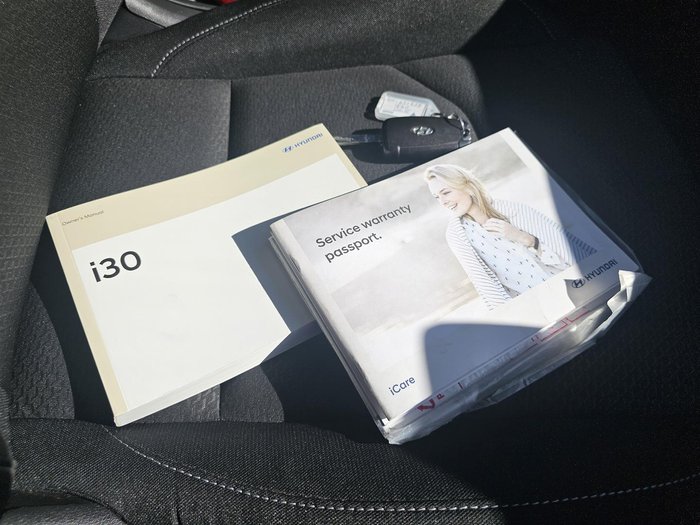 HYUNDAI
Owner's Manual
i30
Service warranty
passport.
HYUNDAI
iCare